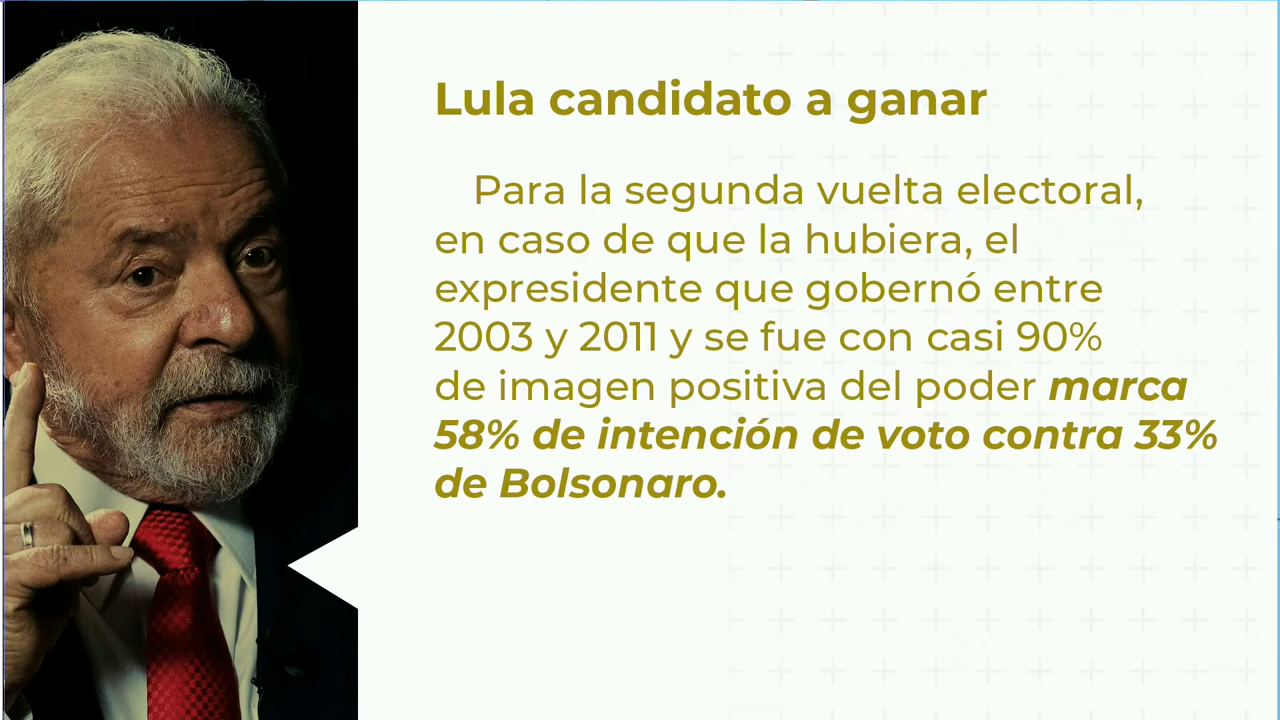 Lula candidato a ganar
Para la segunda vuelta electoral,
en caso de que la hubiera, el
expresidente que gobernó entre
2003 y 2011 y se fue con casi 90%
de imagen positiva del poder marca
58% de intención de voto contra 33%
de Bolsonaro.